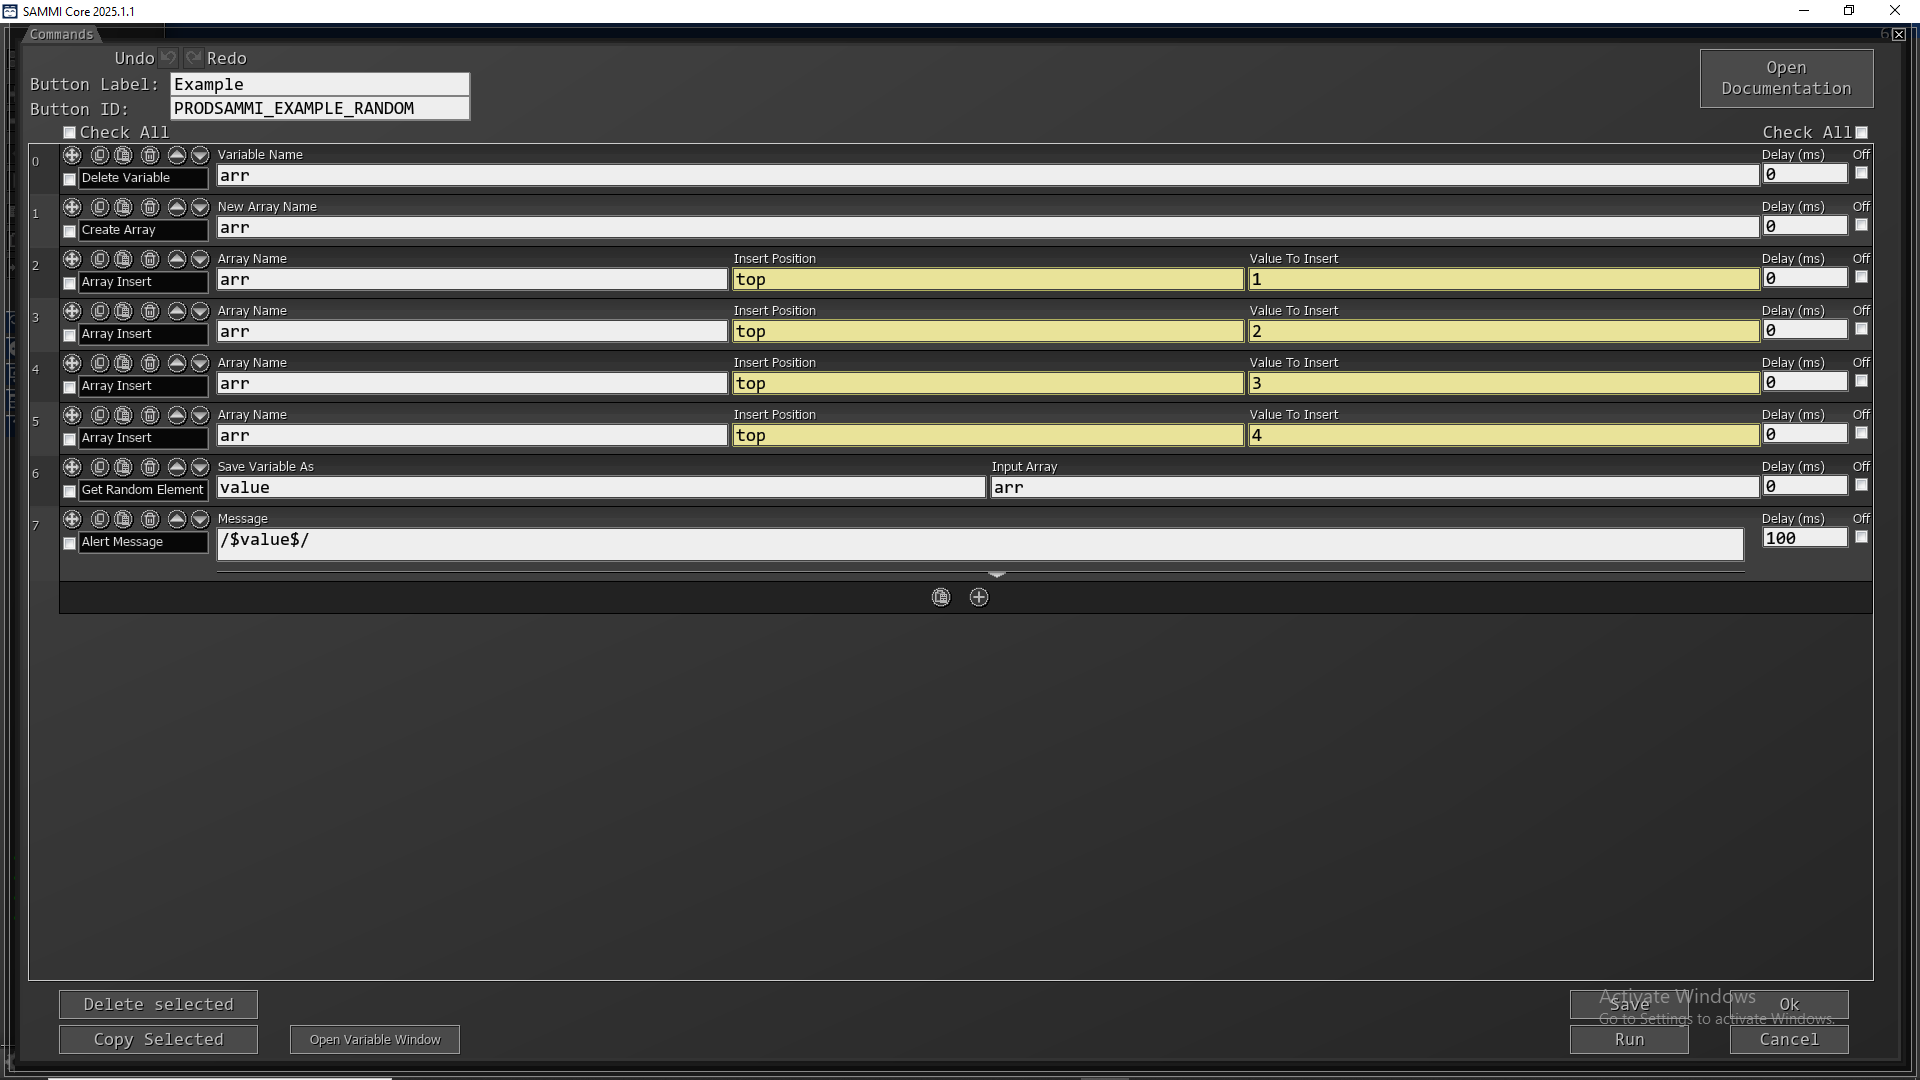 SAMMI Core 2025.1.1
Commands
Undo Redo
Open Documentation
Button Label: Example
Button ID: PRODSAMMI_EXAMPLE_RANDOM
Check All Check All
0 Variable Name Delay (ms) Off
Delete Variable arr 0
1 New Array Name Delay (ms) Off
Create Array arr 0
2 Array Name Insert Position Value To Insert Delay (ms) Off
Array Insert arr top 1 0
3 Array Name Insert Position Value To Insert Delay (ms) Off
Array Insert arr top 2 0
4 Array Name Insert Position Value To Insert Delay (ms) Off
Array Insert arr top 3 0
5 Array Name Insert Position Value To Insert Delay (ms) Off
Array Insert arr top 4 0
6 Save Variable As Input Array Delay (ms) Off
Get Random Element value arr 0
7 Message Delay (ms) Off
Alert Message /$value$/ 100
Delete selected Save Ok
Activate Windows
Go to Settings to activate Windows.
Copy Selected Open Variable Window Run Cancel